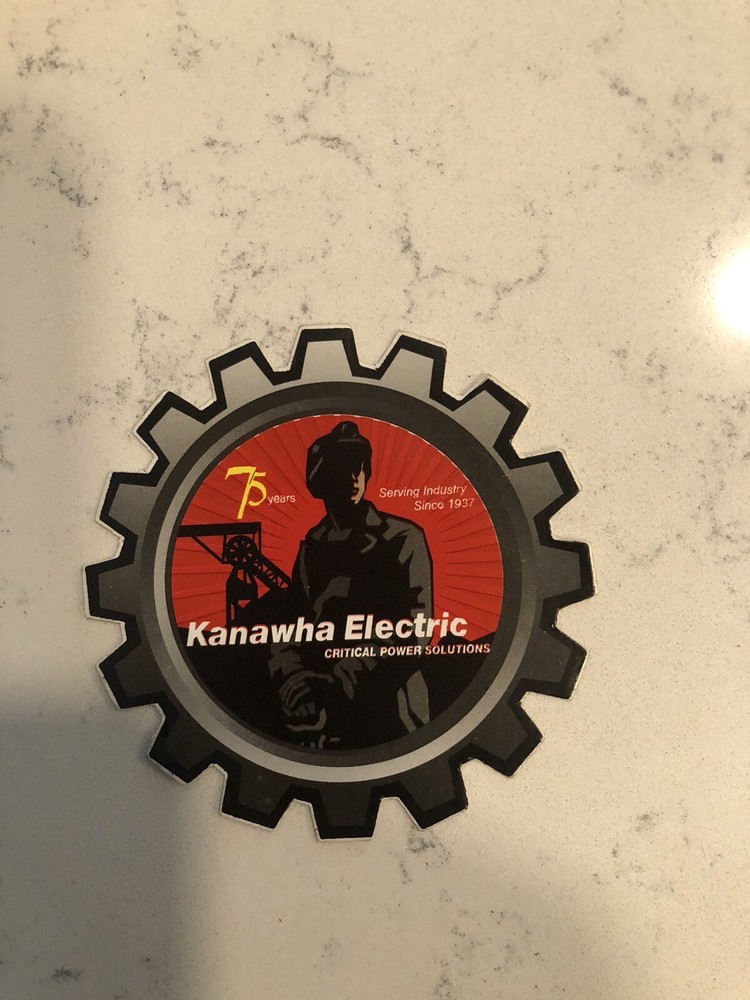 75 years
Serving Industry
Since 1937
Kanawha Electric
CRITICAL POWER SOLUTIONS